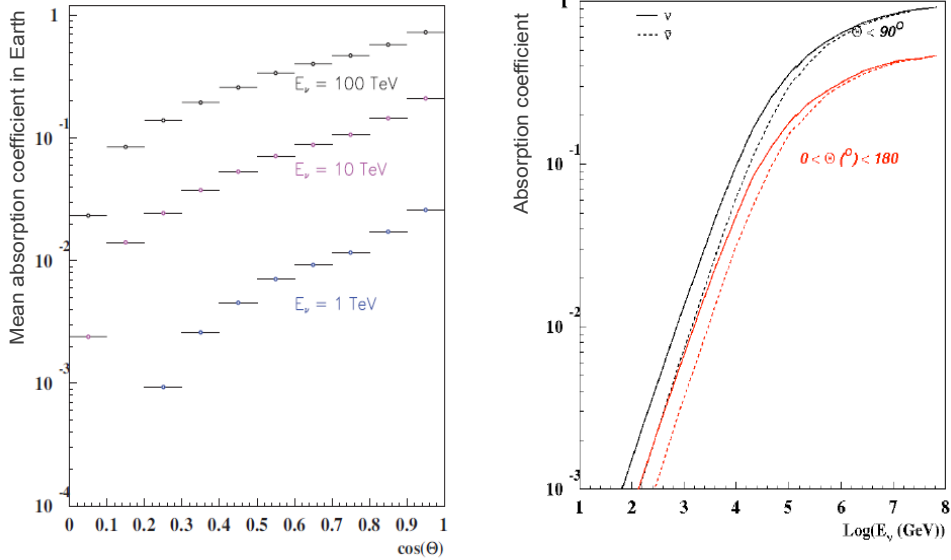 Mean absorption coefficient in Earth
1
10⁻¹
10⁻²
10⁻³
10⁻⁴
E_ν = 100 TeV
E_ν = 10 TeV
E_ν = 1 TeV
0 0.1 0.2 0.3 0.4 0.5 0.6 0.7 0.8 0.9 1
cos(Θ)
Absorption coefficient
1
10⁻¹
10⁻²
10⁻³
ν
ν̄
Θ < 90°
0 < Θ (°) < 180
1 2 3 4 5 6 7 8
Log(E_ν (GeV))